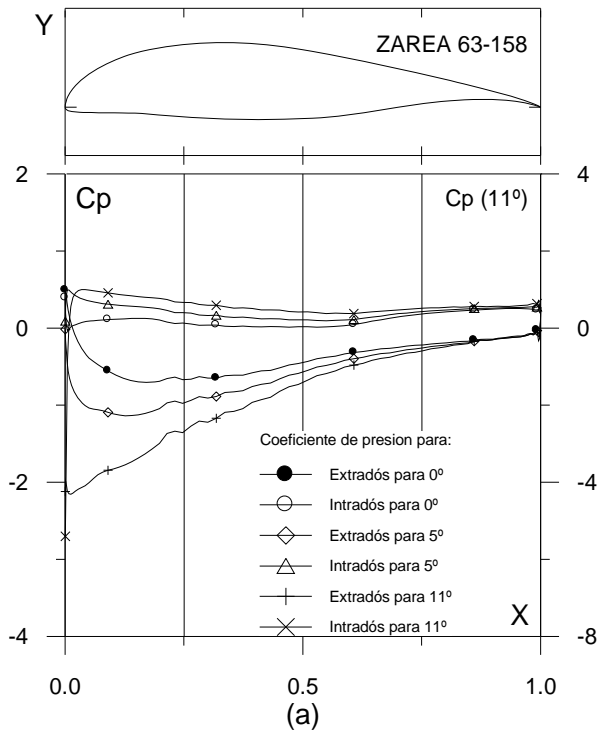 Y
ZAREA 63-158
2
4
Cp
Cp (11º)
0
0
Coeficiente de presion para:
Extradós para 0º
Intradós para 0º
Extradós para 5º
Intradós para 5º
Extradós para 11º
Intradós para 11º
-2
-4
X
-4
-8
0.0
0.5
1.0
(a)